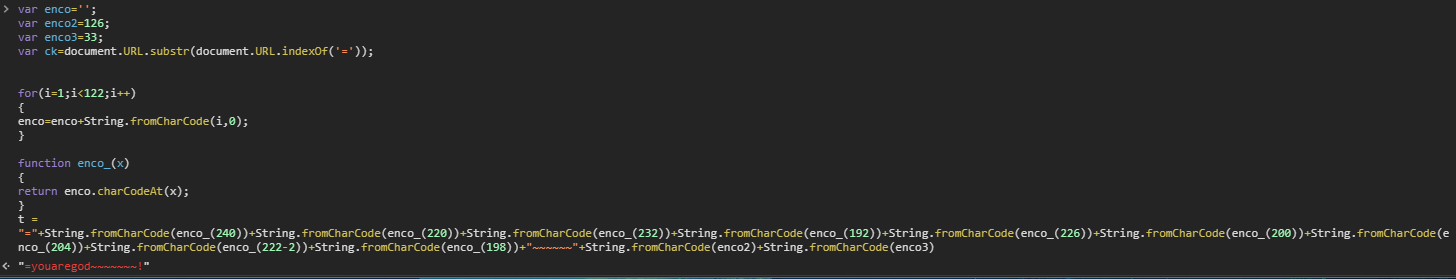 > var enco='';
var enco2=126;
var enco3=33;
var ck=document.URL.substr(document.URL.indexOf('='));
for(i=1;i<122;i++)
{
enco=enco+String.fromCharCode(i,0);
}
function enco_(x)
{
return enco.charCodeAt(x);
}
t =
"="+String.fromCharCode(enco_(240))+String.fromCharCode(enco_(220))+String.fromCharCode(enco_(232))+String.fromCharCode(enco_(192))+String.fromCharCode(enco_(226))+String.fromCharCode(enco_(200))+String.fromCharCode(e
nco_(204))+String.fromCharCode(enco_(222-2))+String.fromCharCode(enco_(198))+"~~~~~~"+String.fromCharCode(enco2)+String.fromCharCode(enco3)
"=youaregod~~~~~~~!"